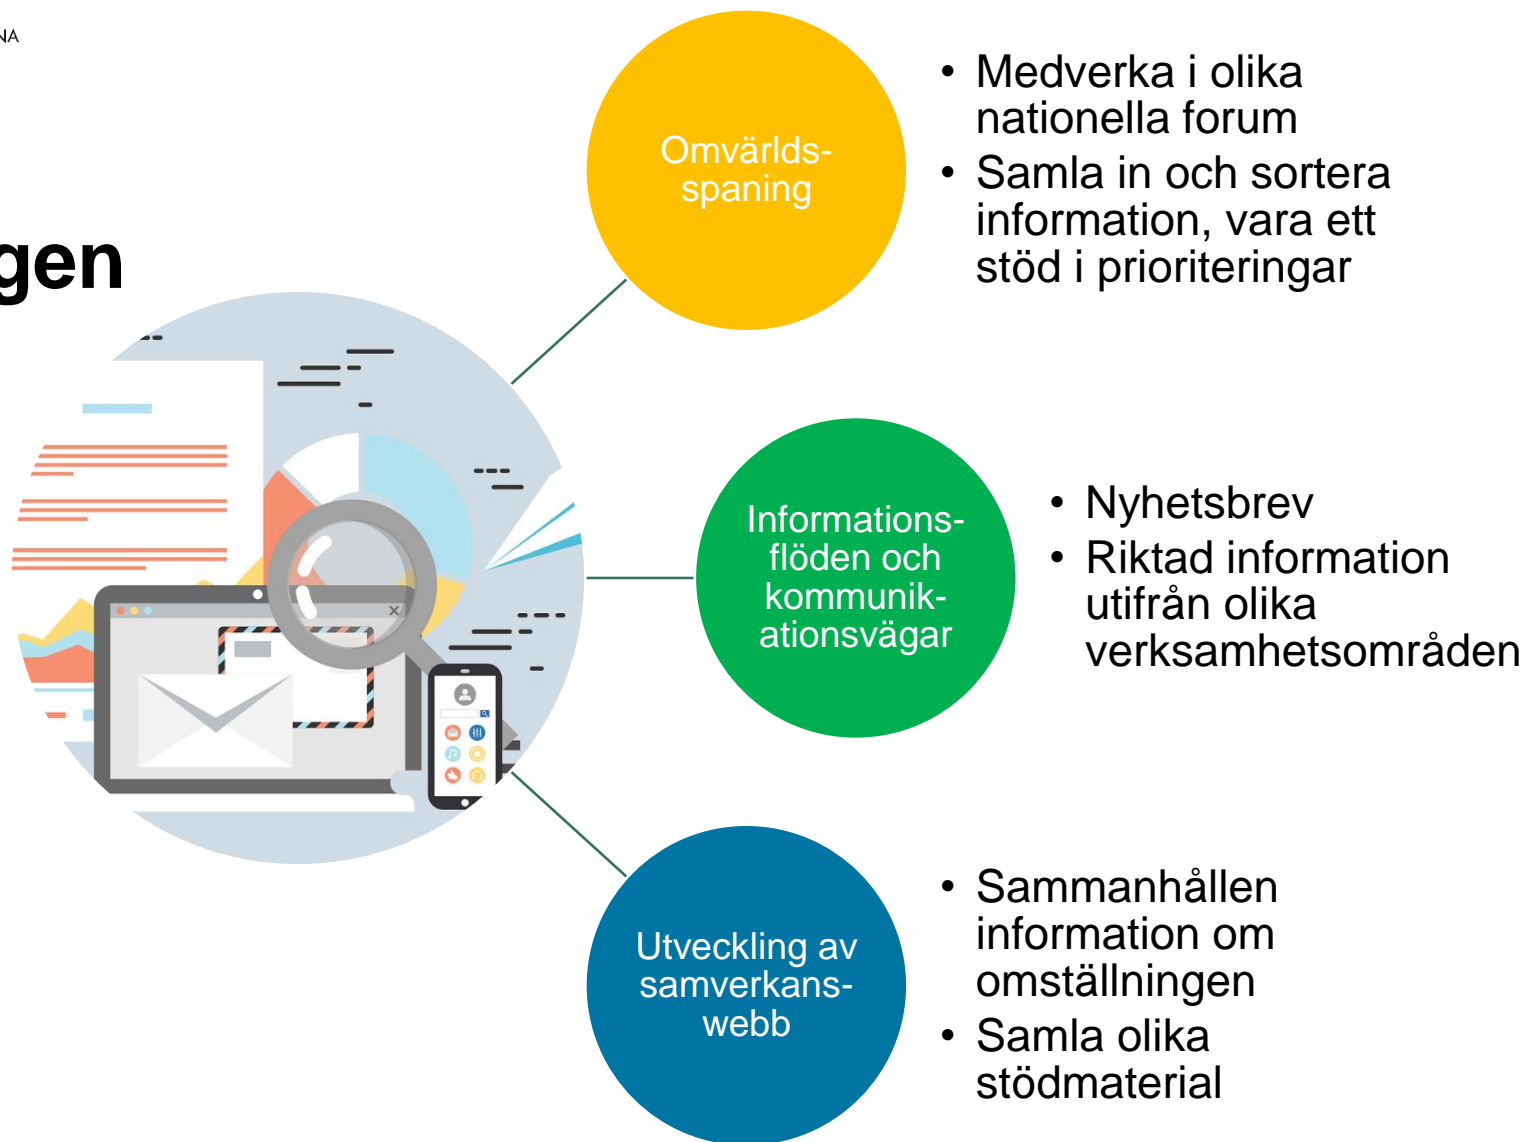 NA
gen
Omvärlds-
spaning
• Medverka i olika
nationella forum
• Samla in och sortera
information, vara ett
stöd i prioriteringar
Informations-
flöden och
kommunik-
ationsvägar
• Nyhetsbrev
• Riktad information
utifrån olika
verksamhetsområden
Utveckling av
samverkans-
webb
• Sammanhållen
information om
omställningen
• Samla olika
stödmaterial